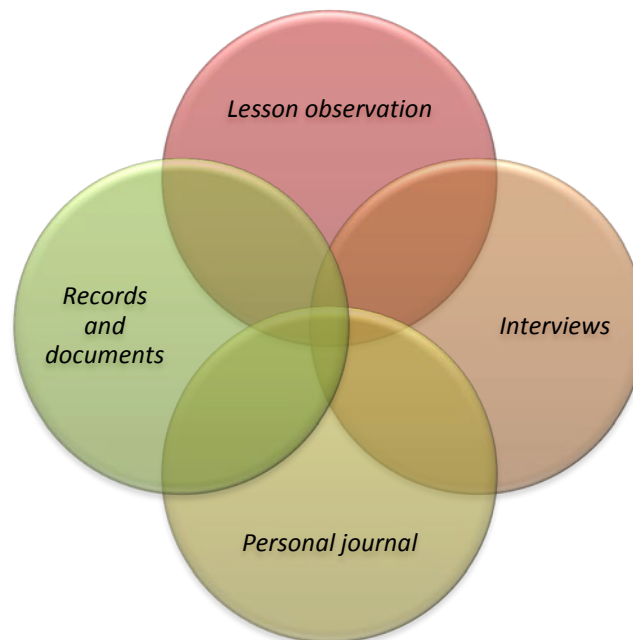 Lesson observation
Records
and
documents
Interviews
Personal journal